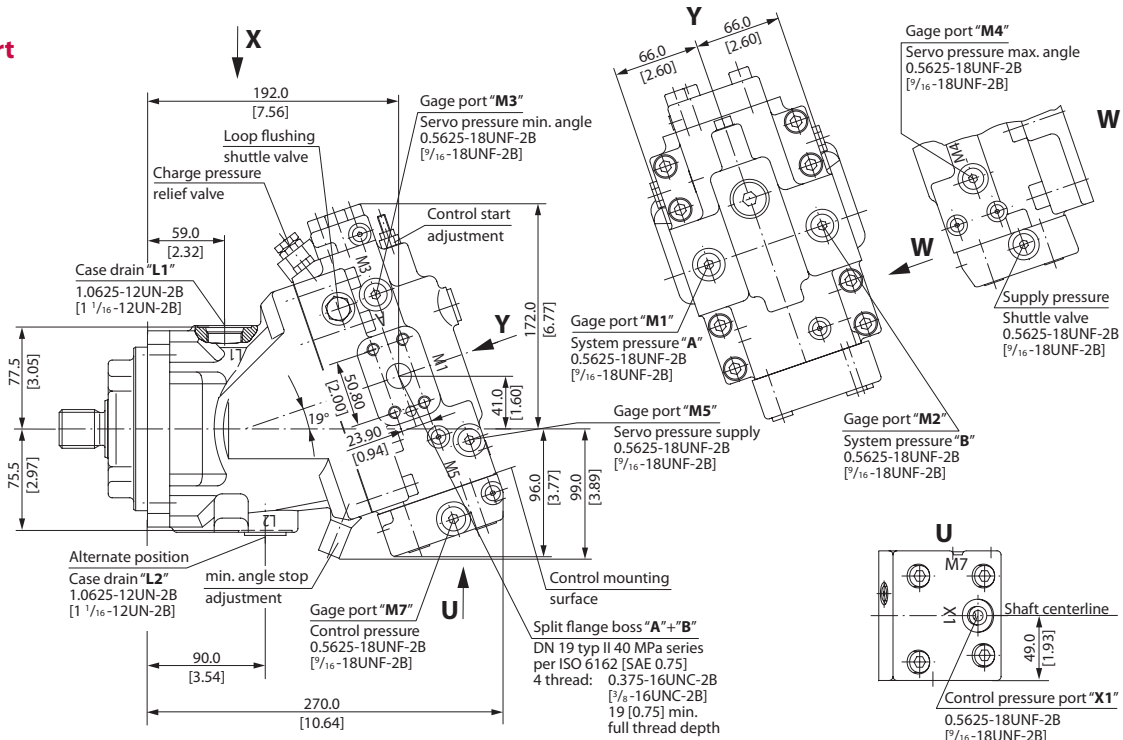 rt
X
192.0
[7.56]
Gage port "M3"
Servo pressure min. angle
0.5625-18UNF-2B
[9/16-18UNF-2B]
Loop flushing
shuttle valve
Charge pressure
relief valve
Control start
adjustment
59.0
[2.32]
Case drain "L1"
1.0625-12UN-2B
[1 1/16-12UN-2B]
L1
M3
A
M1
M5
L2
172.0
[6.77]
Y
77.5
[3.05]
75.5
[2.97]
50.80
[2.00]
19°
23.90
[0.94]
41.0
[1.60]
96.0
[3.77]
99.0
[3.89]
Alternate position
Case drain "L2"
1.0625-12UN-2B
[1 1/16-12UN-2B]
min. angle stop
adjustment
Gage port "M7"
Control pressure
0.5625-18UNF-2B
[9/16-18UNF-2B]
U
Control mounting
surface
Split flange boss "A"+"B"
DN 19 typ II 40 MPa series
per ISO 6162 [SAE 0.75]
4 thread: 0.375-16UNC-2B
[3/8-16UNC-2B]
19 [0.75] min.
full thread depth
90.0
[3.54]
270.0
[10.64]
Y
66.0
[2.60]
66.0
[2.60]
W
Gage port "M1"
System pressure "A"
0.5625-18UNF-2B
[9/16-18UNF-2B]
Gage port "M5"
Servo pressure supply
0.5625-18UNF-2B
[9/16-18UNF-2B]
Gage port "M2"
System pressure "B"
0.5625-18UNF-2B
[9/16-18UNF-2B]
Gage port "M4"
Servo pressure max. angle
0.5625-18UNF-2B
[9/16-18UNF-2B]
W
M4
Supply pressure
Shuttle valve
0.5625-18UNF-2B
[9/16-18UNF-2B]
U
M7
X1
Shaft centerline
49.0
[1.93]
Control pressure port "X1"
0.5625-18UNF-2B
[9/16-18UNF-2B]